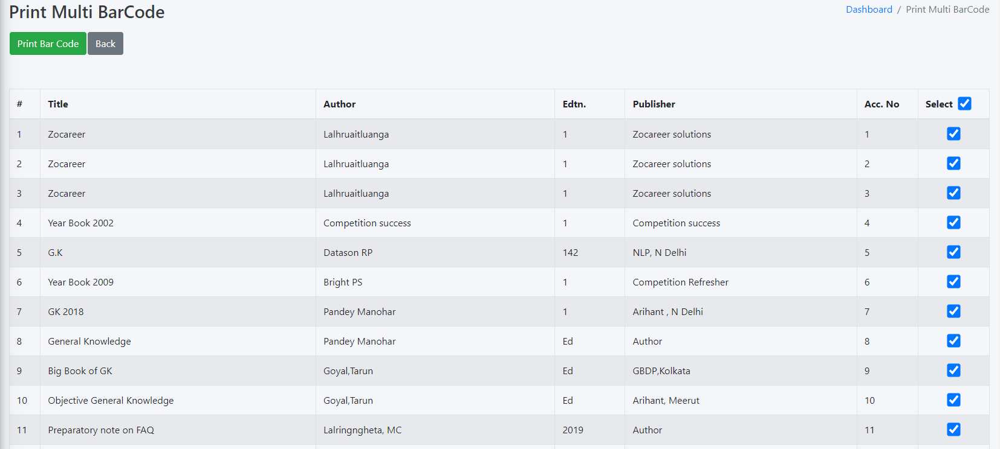 Print Multi BarCode
Dashboard / Print Multi BarCode
Print Bar Code Back
# Title Author Edtn. Publisher Acc. No Select
1 Zocareer Lalhruaitluanga 1 Zocareer solutions 1
2 Zocareer Lalhruaitluanga 1 Zocareer solutions 2
3 Zocareer Lalhruaitluanga 1 Zocareer solutions 3
4 Year Book 2002 Competition success 1 Competition success 4
5 G.K Datason RP 142 NLP, N Delhi 5
6 Year Book 2009 Bright PS 1 Competition Refresher 6
7 GK 2018 Pandey Manohar 1 Arihant , N Delhi 7
8 General Knowledge Pandey Manohar Ed Author 8
9 Big Book of GK Goyal,Tarun Ed GBDP,Kolkata 9
10 Objective General Knowledge Goyal,Tarun Ed Arihant, Meerut 10
11 Preparatory note on FAQ Lalringngheta, MC 2019 Author 11